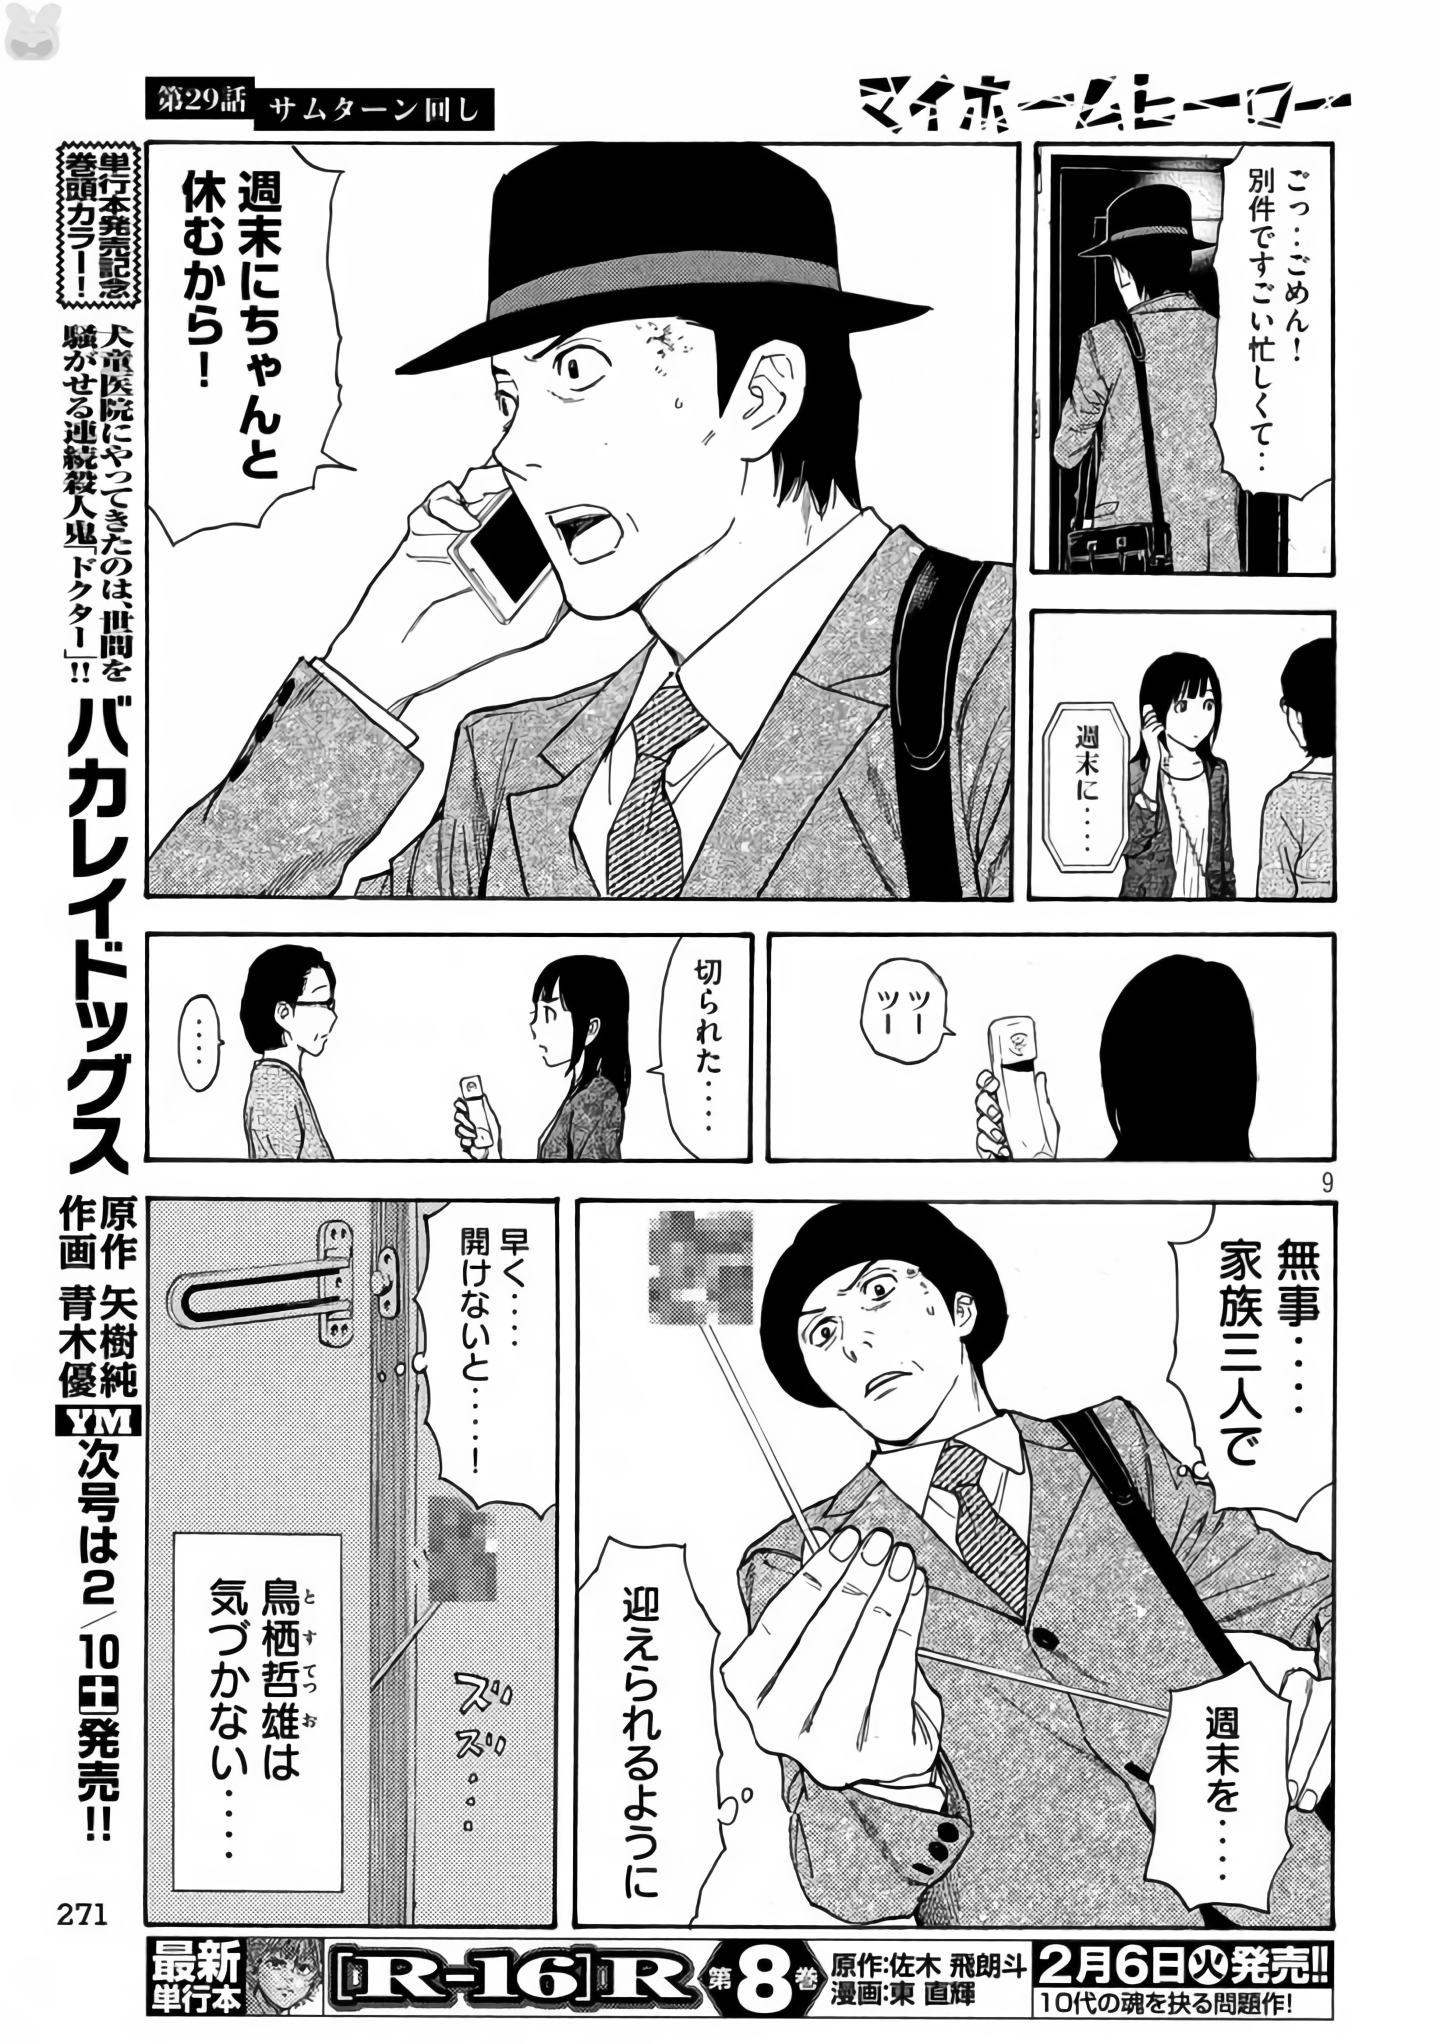 第29話
サムターン回し
マイホームヒーロー
ごっ‥ごめん!
別件ですごい忙しくて‥
週末にちゃんと
休むから!
週末に‥‥
ツーツー
切られた‥‥
‥‥
9
無事‥‥
家族三人で
週末を‥‥
迎えられるように
早く‥‥
開けないと‥‥!
ズズ‥‥
鳥栖哲雄は
とすてつお
気づかない‥‥
単行本発売記念
巻頭カラー!
犬童医院にやってきたのは、世間を
騒がせる連続殺人鬼「ドクター」!!
バカレイドッグス
原作 矢樹純
作画 青木優
YM
次号は2/10土発売!!
271
最新
単行本
[R-16]R
第8巻
原作:佐木 飛朗斗
漫画:東 直輝
2月6日火発売!!
10代の魂を抉る問題作!